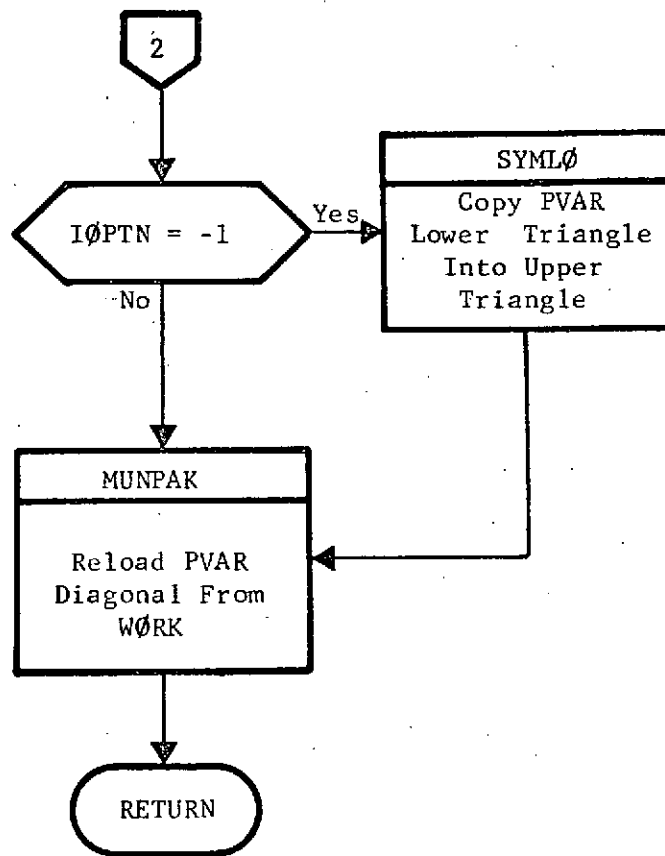 2
IØPTN = -1
Yes
No
SYMLØ
Copy PVAR
Lower Triangle
Into Upper
Triangle
MUNPAK
Reload PVAR
Diagonal From
WØRK
RETURN